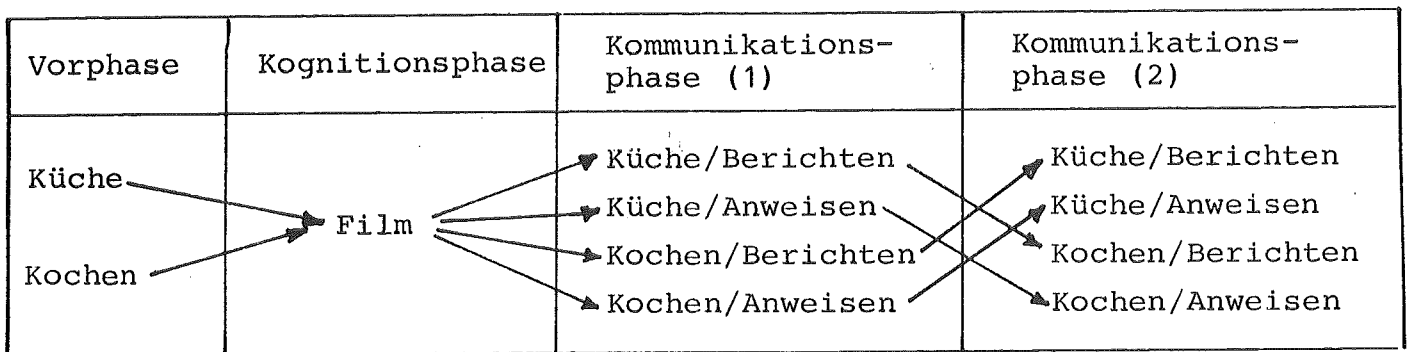 Vorphase
Kognitionsphase
Kommunikations-
phase (1)
Kommunikations-
phase (2)
Küche
Kochen
Film
Küche/Berichten
Küche/Anweisen
Kochen/Berichten
Kochen/Anweisen
Küche/Berichten
Küche/Anweisen
Kochen/Berichten
Kochen/Anweisen